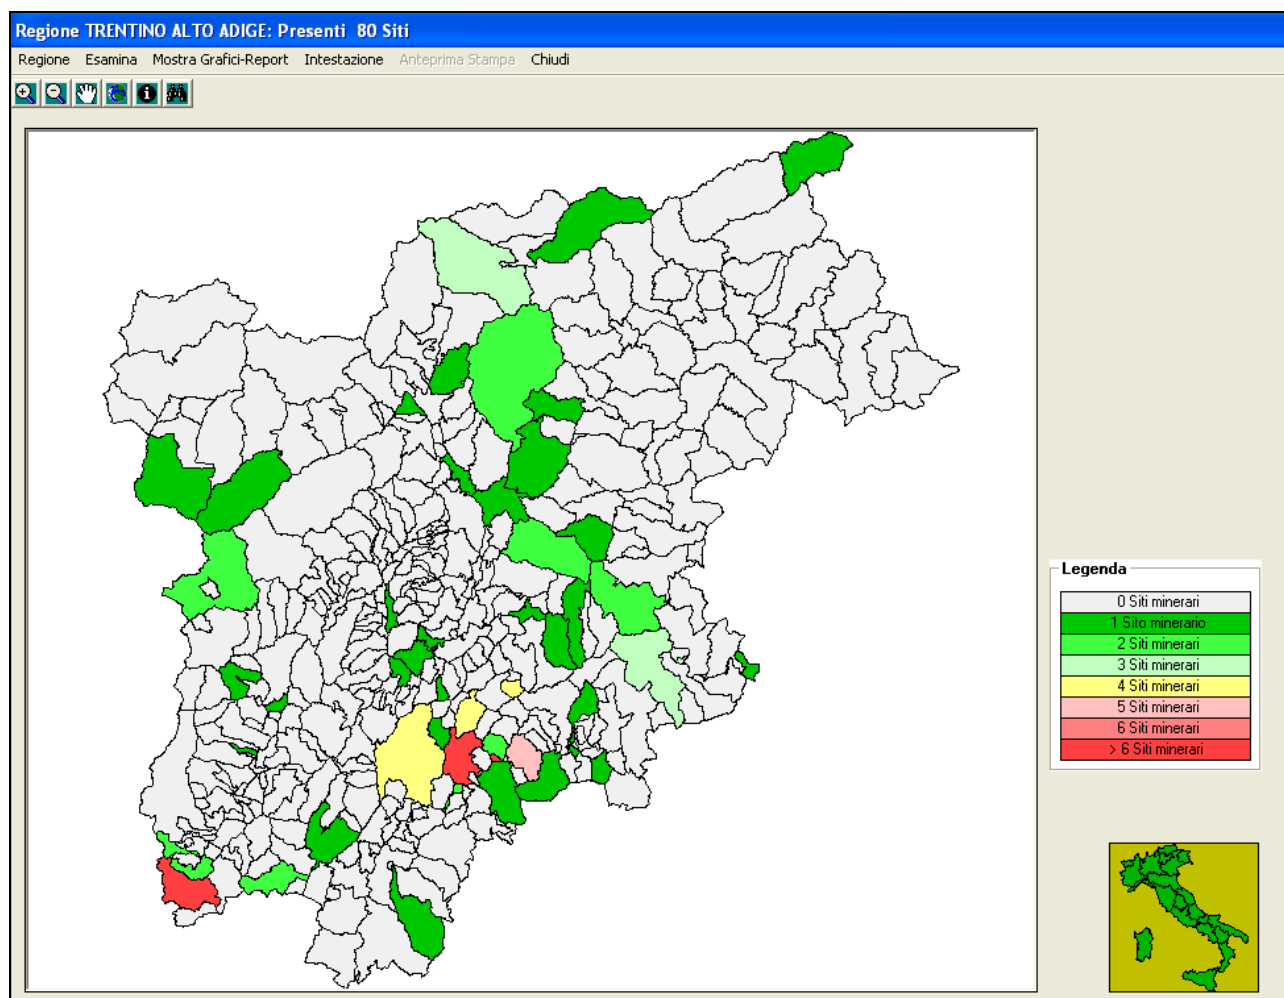 Regione TRENTINO ALTO ADIGE: Presenti 80 Siti
Regione Esamina Mostra Grafici-Report Intestazione Anteprima Stampa Chiudi
Legenda
0 Siti minerari
1 Sito minerario
2 Siti minerari
3 Siti minerari
4 Siti minerari
5 Siti minerari
6 Siti minerari
> 6 Siti minerari